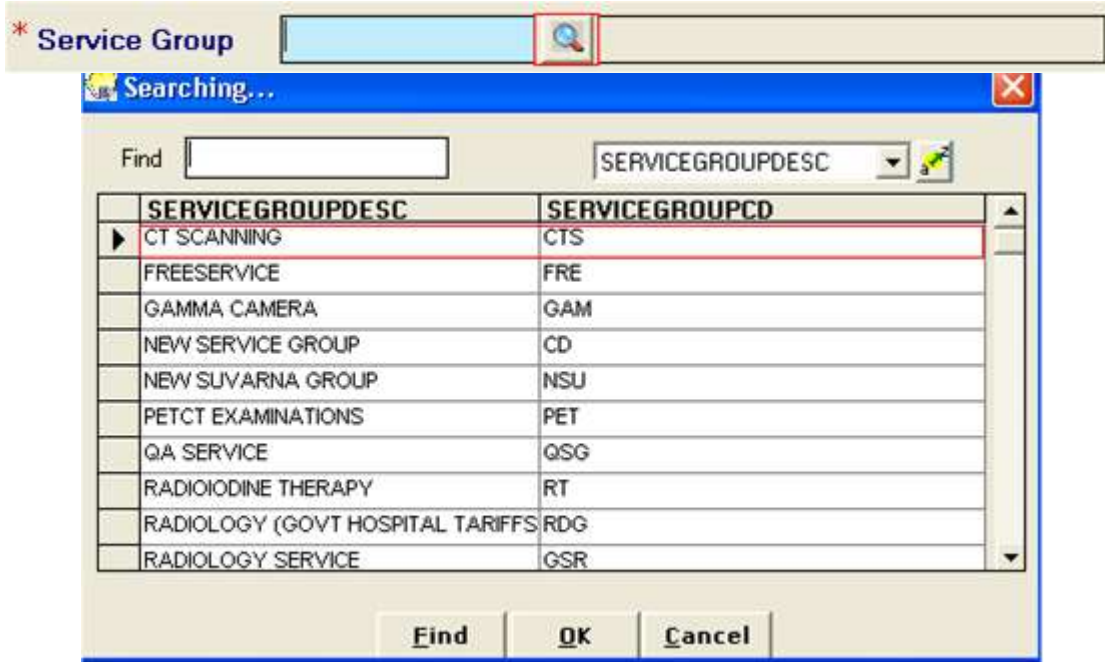 * Service Group
Searching...
Find SERVICEGROUPDESC
SERVICEGROUPDESC SERVICEGROUPCD
CT SCANNING CTS
FREESERVICE FRE
GAMMA CAMERA GAM
NEW SERVICE GROUP CD
NEW SUVARNA GROUP NSU
PETCT EXAMINATIONS PET
QA SERVICE QSG
RADIOIODINE THERAPY RT
RADIOLOGY (GOVT HOSPITAL TARIFFS RDG
RADIOLOGY SERVICE GSR
Find OK Cancel